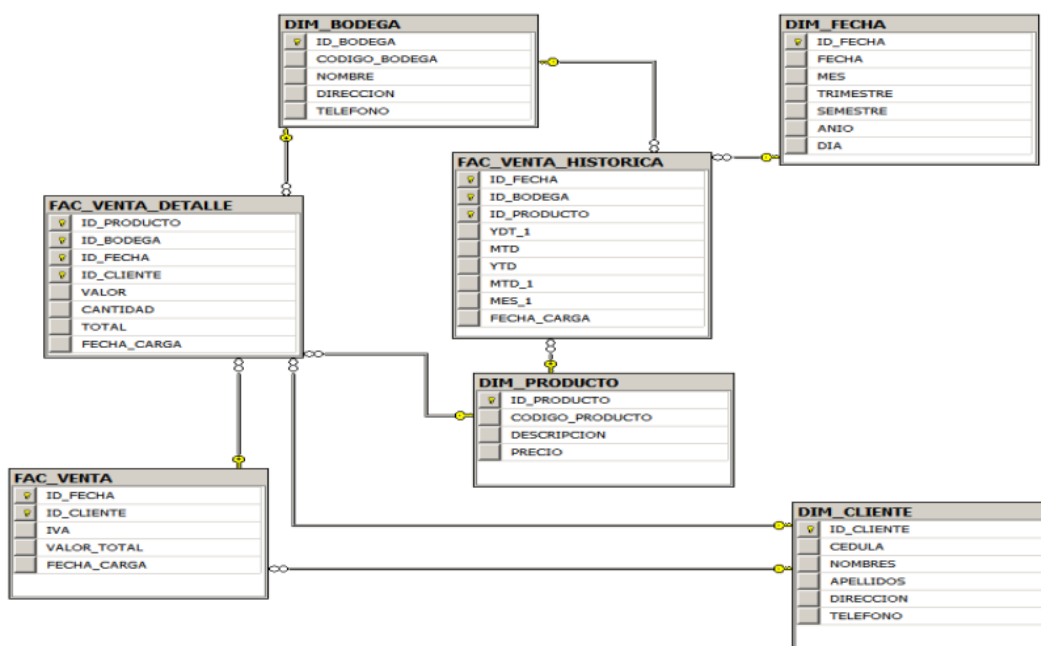 DIM_BODEGA
ID_BODEGA
CODIGO_BODEGA
NOMBRE
DIRECCION
TELEFONO
DIM_FECHA
ID_FECHA
FECHA
MES
TRIMESTRE
SEMESTRE
ANIO
DIA
FAC_VENTA_HISTORICA
ID_FECHA
ID_BODEGA
ID_PRODUCTO
YDT_1
MTD
YTD
MTD_1
MES_1
FECHA_CARGA
FAC_VENTA_DETALLE
ID_PRODUCTO
ID_BODEGA
ID_FECHA
ID_CLIENTE
VALOR
CANTIDAD
TOTAL
FECHA_CARGA
DIM_PRODUCTO
ID_PRODUCTO
CODIGO_PRODUCTO
DESCRIPCION
PRECIO
FAC_VENTA
ID_FECHA
ID_CLIENTE
IVA
VALOR_TOTAL
FECHA_CARGA
DIM_CLIENTE
ID_CLIENTE
CEDULA
NOMBRES
APELLIDOS
DIRECCION
TELEFONO